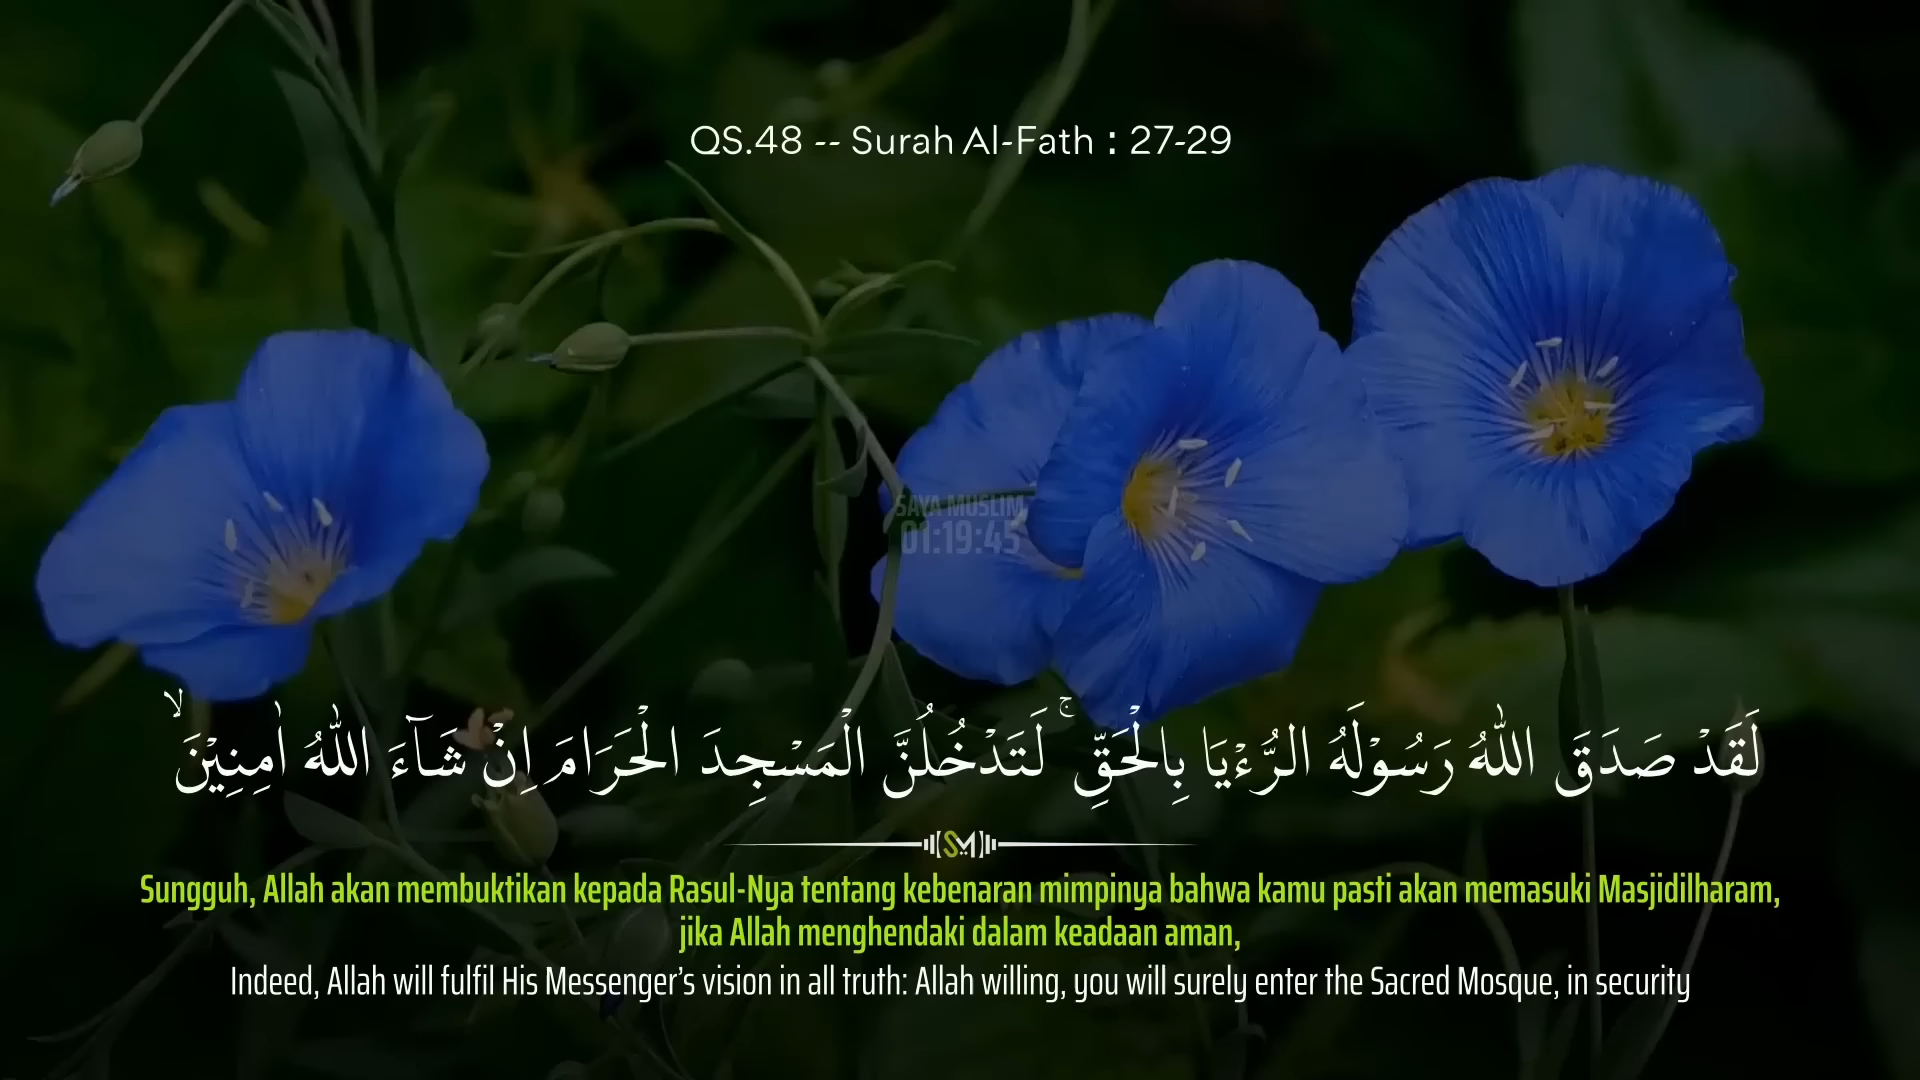 QS.48 -- Surah Al-Fath : 27-29
SAYA MUSLIM
01:19:45
لَقَدْ صَدَقَ اللّٰهُ رَسُوْلَهُ الرُّءْيَا بِالْحَقِّ ۚ لَتَدْخُلُنَّ الْمَسْجِدَ الْحَرَامَ اِنْ شَاۤءَ اللّٰهُ اٰمِنِيْنَ ۙ
SM
Sungguh, Allah akan membuktikan kepada Rasul-Nya tentang kebenaran mimpinya bahwa kamu pasti akan memasuki Masjidilharam,
jika Allah menghendaki dalam keadaan aman,
Indeed, Allah will fulfil His Messenger’s vision in all truth: Allah willing, you will surely enter the Sacred Mosque, in security